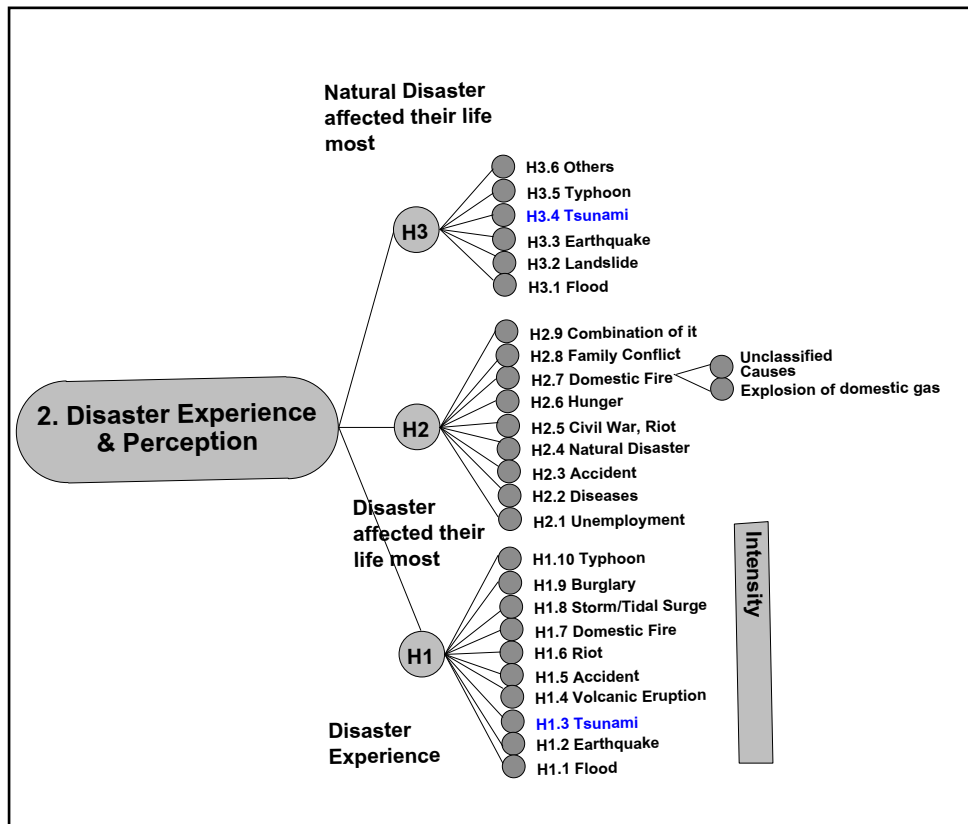 Natural Disaster
affected their life
most
H3.6 Others
H3.5 Typhoon
H3.4 Tsunami
H3.3 Earthquake
H3.2 Landslide
H3.1 Flood
H3
H2.9 Combination of it
H2.8 Family Conflict
H2.7 Domestic Fire
H2.6 Hunger
H2.5 Civil War, Riot
H2.4 Natural Disaster
H2.3 Accident
H2.2 Diseases
H2.1 Unemployment
Unclassified
Causes
Explosion of domestic gas
2. Disaster Experience
& Perception
H2
Disaster
affected their
life most
H1.10 Typhoon
H1.9 Burglary
H1.8 Storm/Tidal Surge
H1.7 Domestic Fire
H1.6 Riot
H1.5 Accident
H1.4 Volcanic Eruption
H1.3 Tsunami
H1.2 Earthquake
H1.1 Flood
H1
Disaster
Experience
Intensity